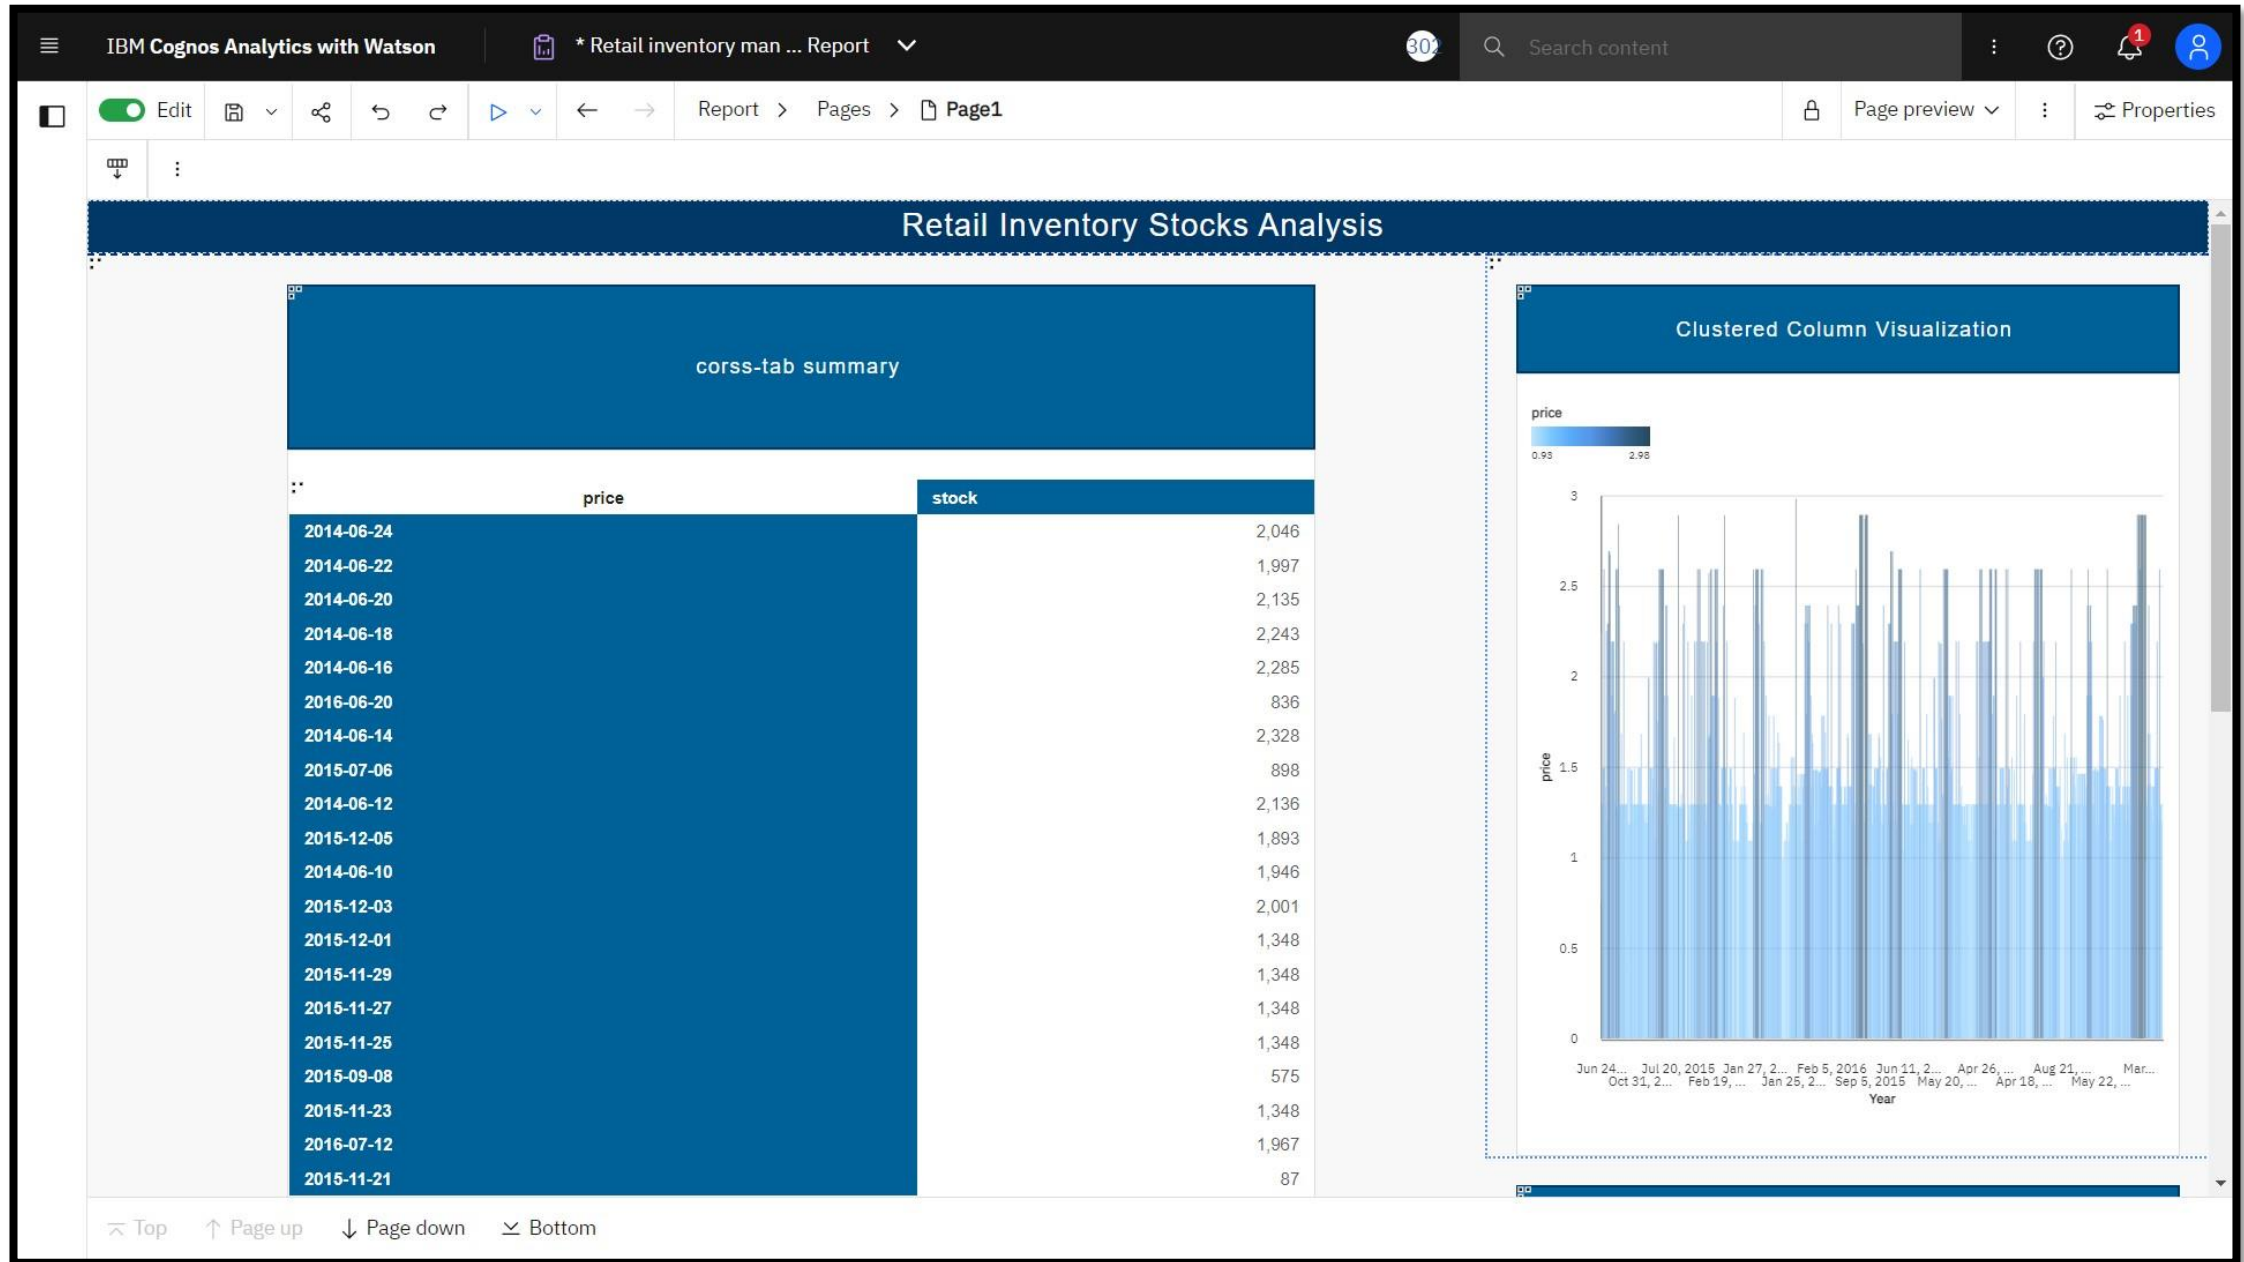 IBM Cognos Analytics with Watson
* Retail inventory man ... Report
302
Search content
1
Edit
Report > Pages > Page1
Page preview
Properties
Retail Inventory Stocks Analysis
corss-tab summary
price stock
2014-06-24 2,046
2014-06-22 1,997
2014-06-20 2,135
2014-06-18 2,243
2014-06-16 2,285
2016-06-20 836
2014-06-14 2,328
2015-07-06 898
2014-06-12 2,136
2015-12-05 1,893
2014-06-10 1,946
2015-12-03 2,001
2015-12-01 1,348
2015-11-29 1,348
2015-11-27 1,348
2015-11-25 1,348
2015-09-08 575
2015-11-23 1,348
2016-07-12 1,967
2015-11-21 87
Clustered Column Visualization
price
0.93 2.98
3
2.5
2
1.5
1
0.5
0
price
Jun 24... Jul 20, 2015 Jan 27, 2... Feb 5, 2016 Jun 11, 2... Apr 26, ... Aug 21, ... Mar...
Oct 31, 2... Feb 19, ... Jan 25, 2... Sep 5, 2015 May 20, ... Apr 18, ... May 22, ...
Year
Top Page up Page down Bottom